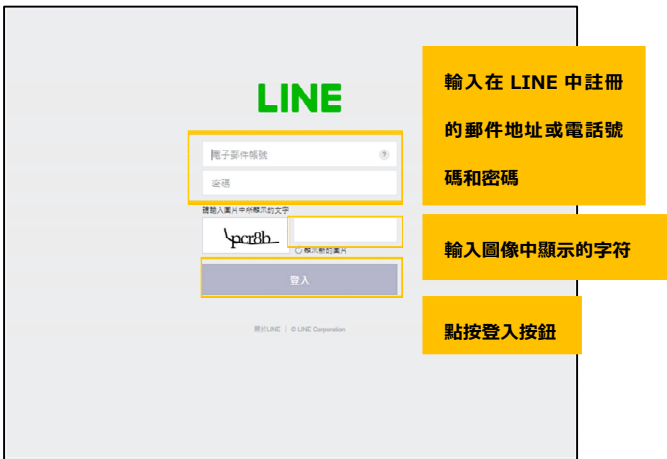 LINE
電子郵件帳號
?
密碼
請輸入圖片中所顯示的文字
pcr8b
顯示新的圖片
登入
關於LINE | © LINE Corporation
輸入在 LINE 中註冊
的郵件地址或電話號
碼和密碼
輸入圖像中顯示的字符
點按登入按鈕